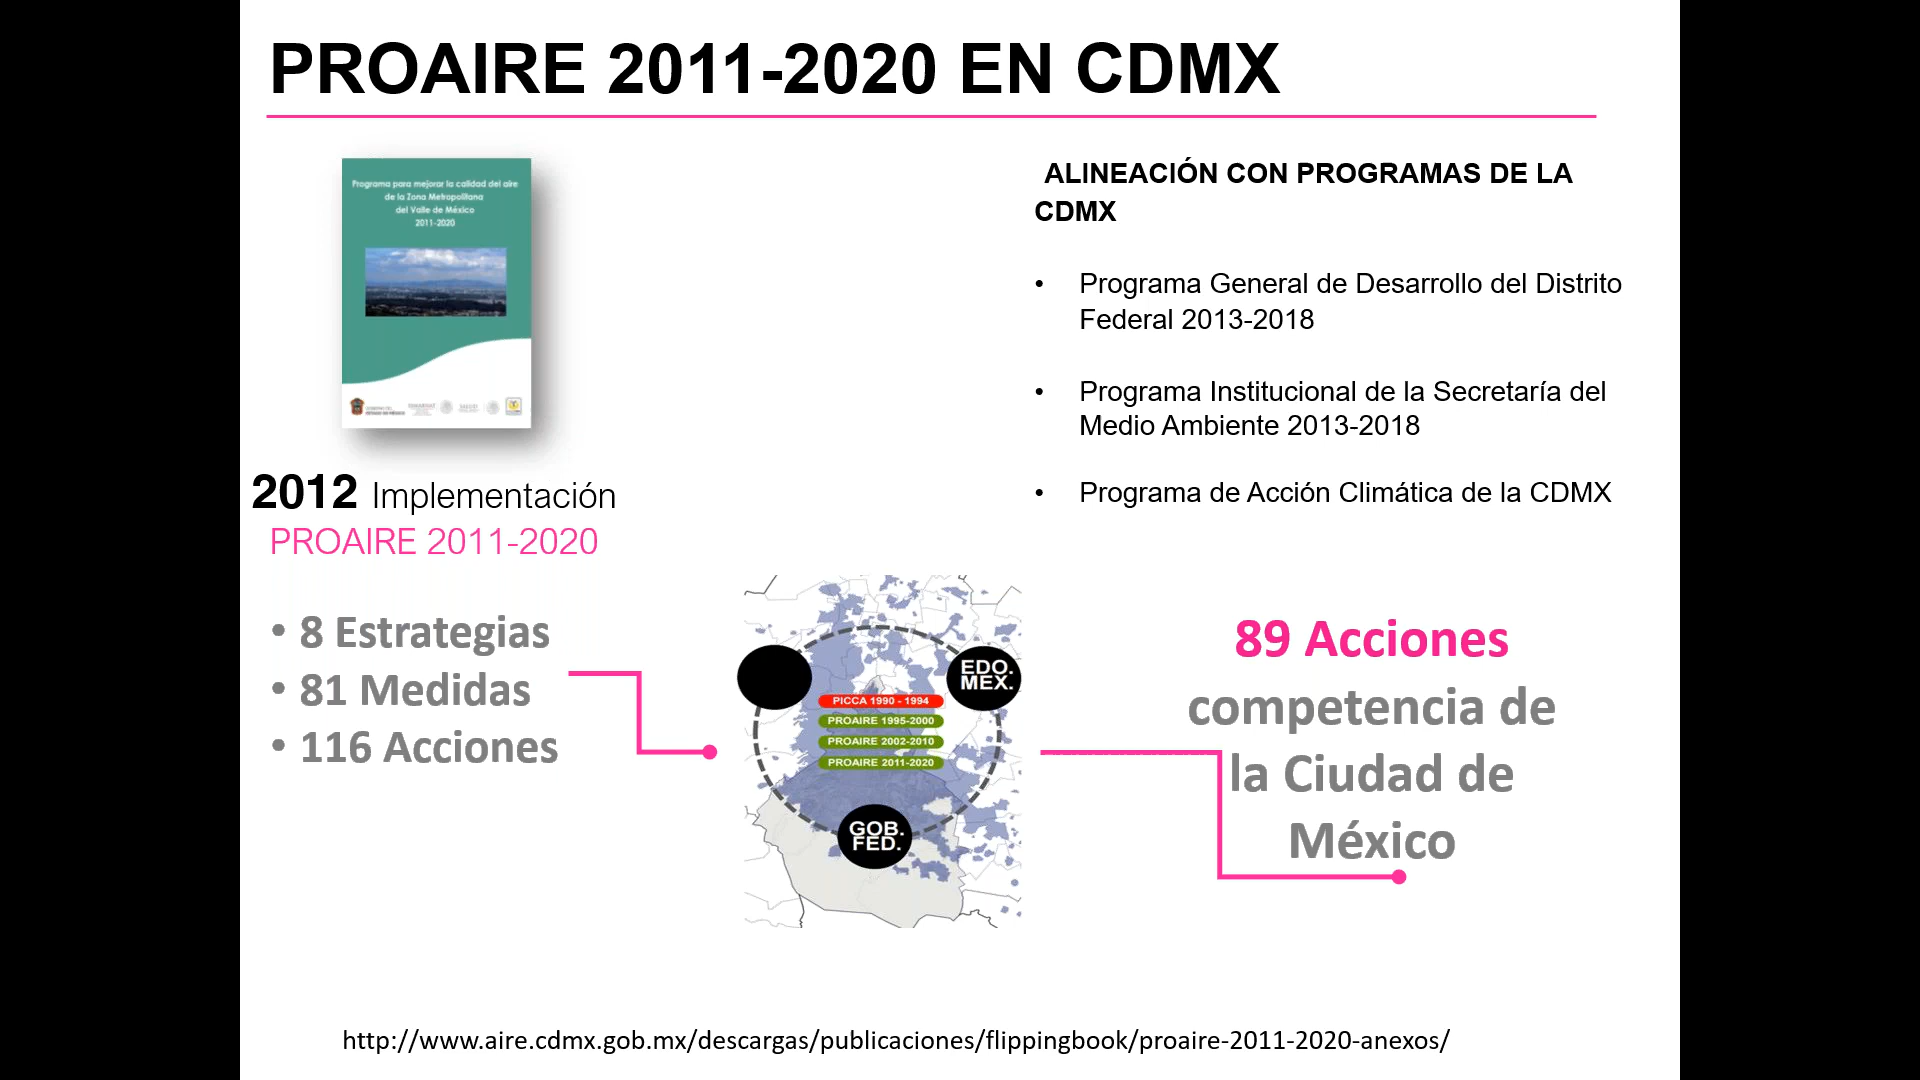 PROAIRE 2011-2020 EN CDMX
Programa para mejorar la calidad del aire
de la Zona Metropolitana
del Valle de México
2011-2020
2012 Implementación
PROAIRE 2011-2020
• 8 Estrategias
• 81 Medidas
• 116 Acciones
ALINEACIÓN CON PROGRAMAS DE LA
CDMX
• Programa General de Desarrollo del Distrito
Federal 2013-2018
• Programa Institucional de la Secretaría del
Medio Ambiente 2013-2018
• Programa de Acción Climática de la CDMX
EDO.
MEX.
PICCA 1990 - 1994
PROAIRE 1995-2000
PROAIRE 2002-2010
PROAIRE 2011-2020
GOB.
FED.
89 Acciones
competencia de
la Ciudad de
México
http://www.aire.cdmx.gob.mx/descargas/publicaciones/flippingbook/proaire-2011-2020-anexos/